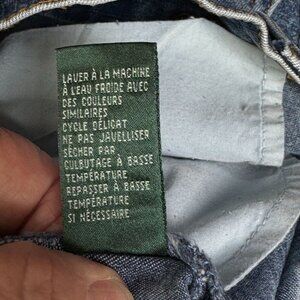 LAVER À LA MACHINE
À L'EAU FROIDE AVEC
DES COULEURS
SIMILAIRES
CYCLE DÉLICAT
NE PAS JAVELLISER
SÉCHER PAR
CULBUTAGE À BASSE
TEMPÉRATURE
REPASSER À BASSE
TEMPÉRATURE
SI NÉCESSAIRE